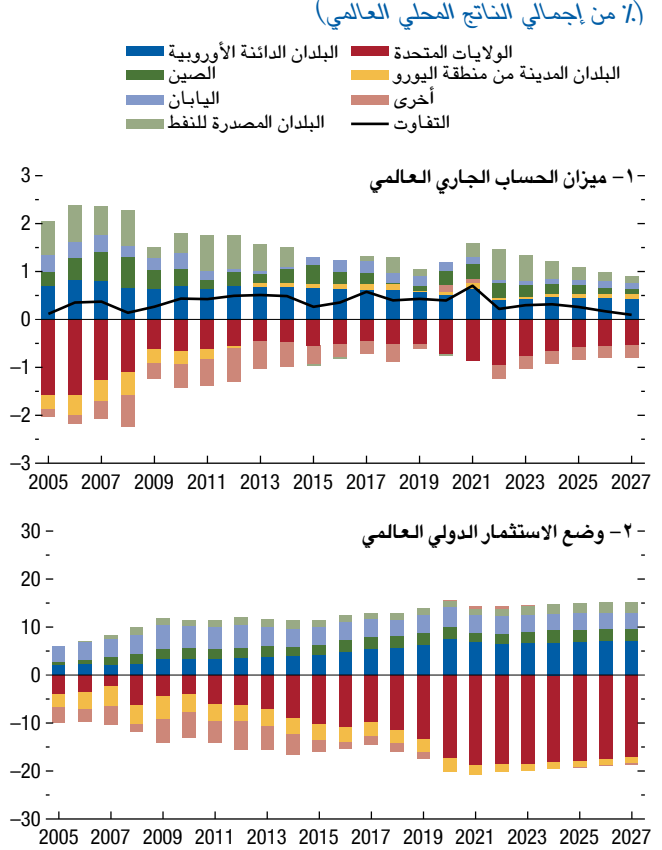 (٪ من إجمالي الناتج المحلي العالمي)
الولايات المتحدة البلدان الدائنة الأوروبية
البلدان المدينة من منطقة اليورو الصين
أخرى اليابان
التفاوت البلدان المصدرة للنفط
١– ميزان الحساب الجاري العالمي
3
2
1
0
–1
–2
–3
2005 2007 2009 2011 2013 2015 2017 2019 2021 2023 2025 2027
٢– وضع الاستثمار الدولي العالمي
30
20
10
0
–10
–20
–30
2005 2007 2009 2011 2013 2015 2017 2019 2021 2023 2025 2027